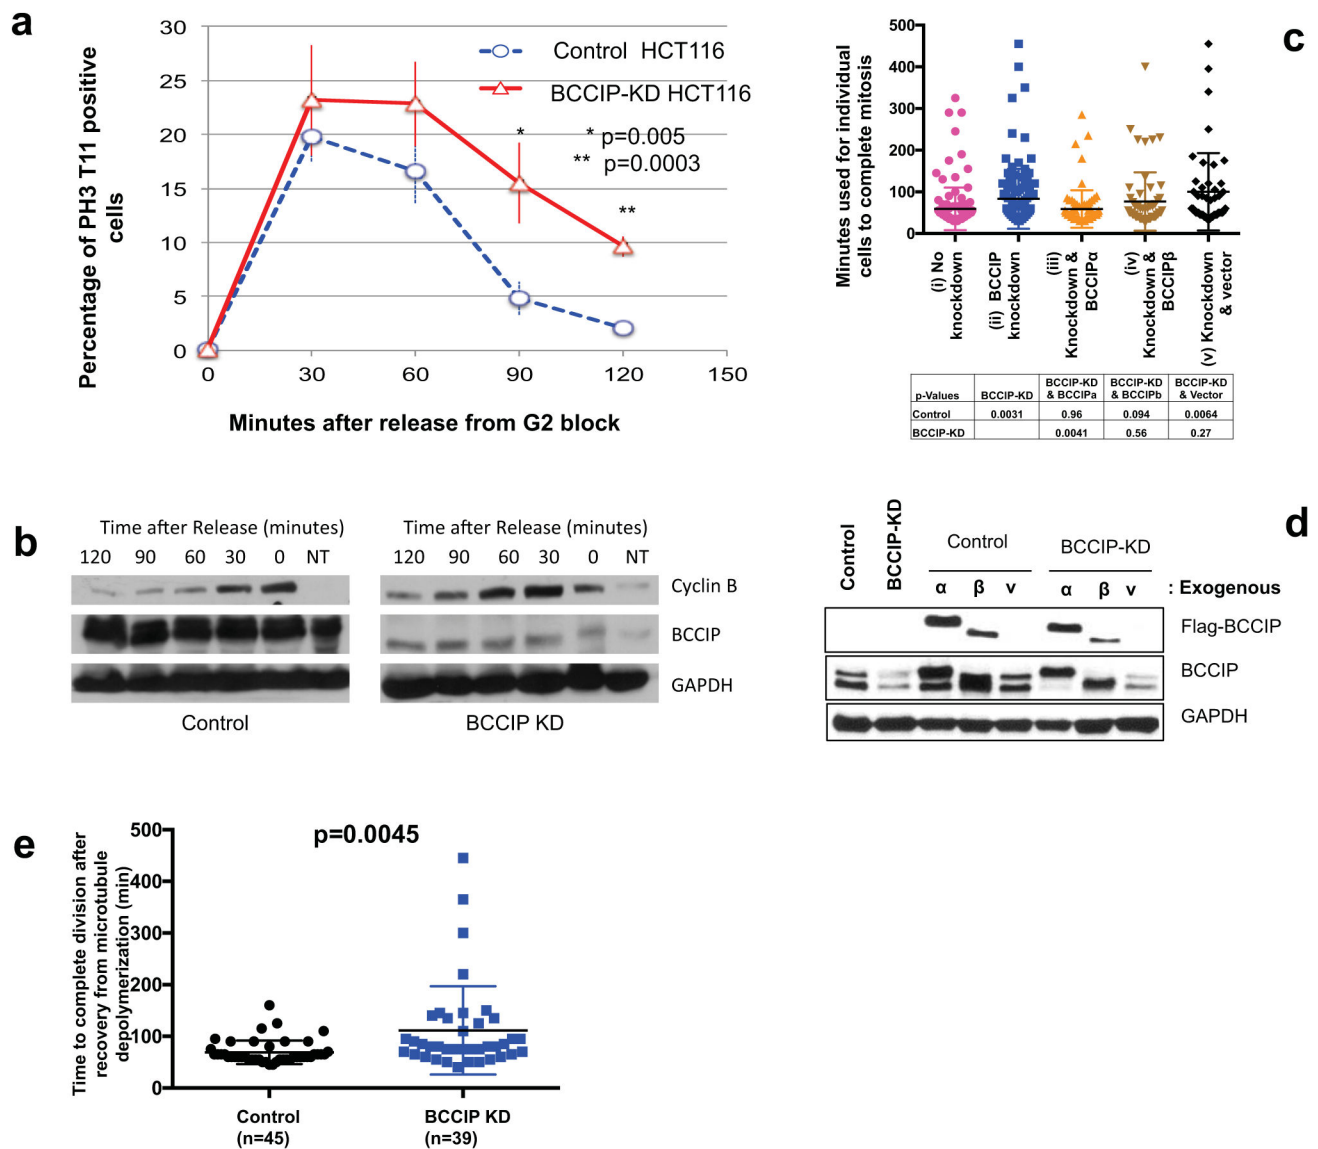 a
Percentage of PH3 T11 positive
cells
30
25
20
15
10
5
0
0 30 60 90 120 150
Minutes after release from G2 block
Control HCT116
BCCIP-KD HCT116
* * p=0.005
** p=0.0003
**
c
Minutes used for individual
cells to complete mitosis
500
400
300
200
100
0
(i) No
knockdown
(ii) BCCIP
knockdown
(iii)
Knockdown &
BCCIPα
(iv)
Knockdown &
BCCIPβ
(v) Knockdown
& vector
p-Values BCCIP-KD BCCIP-KD & BCCIPa BCCIP-KD & BCCIPb BCCIP-KD & Vector
Control 0.0031 0.96 0.094 0.0064
BCCIP-KD 0.0041 0.56 0.27
b
Time after Release (minutes) Time after Release (minutes)
120 90 60 30 0 NT 120 90 60 30 0 NT
Cyclin B
BCCIP
GAPDH
Control BCCIP KD
d
Control
BCCIP-KD
Control BCCIP-KD
α β v α β v : Exogenous
Flag-BCCIP
BCCIP
GAPDH
e
Time to complete division after
recovery from microtubule
depolymerization (min)
500
400
300
200
100
0
p=0.0045
Control BCCIP KD
(n=45) (n=39)